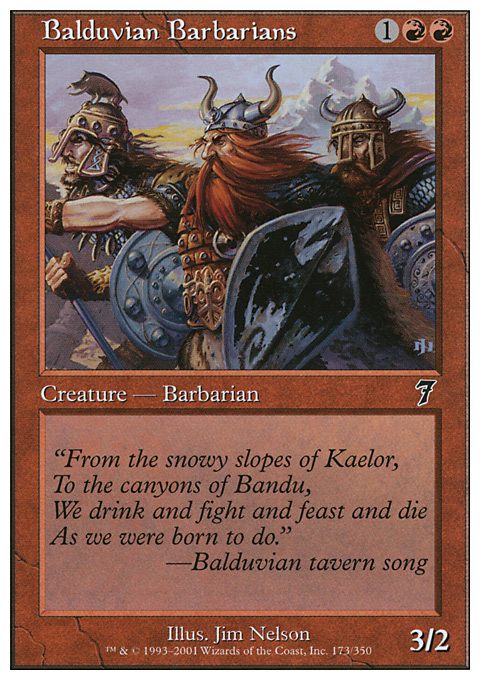 Balduvian Barbarians 1
Creature — Barbarian 7
“From the snowy slopes of Kaelor,
To the canyons of Bandu,
We drink and fight and feast and die
As we were born to do.”
—Balduvian tavern song
Illus. Jim Nelson
™ & © 1993–2001 Wizards of the Coast, Inc. 173/350
3/2